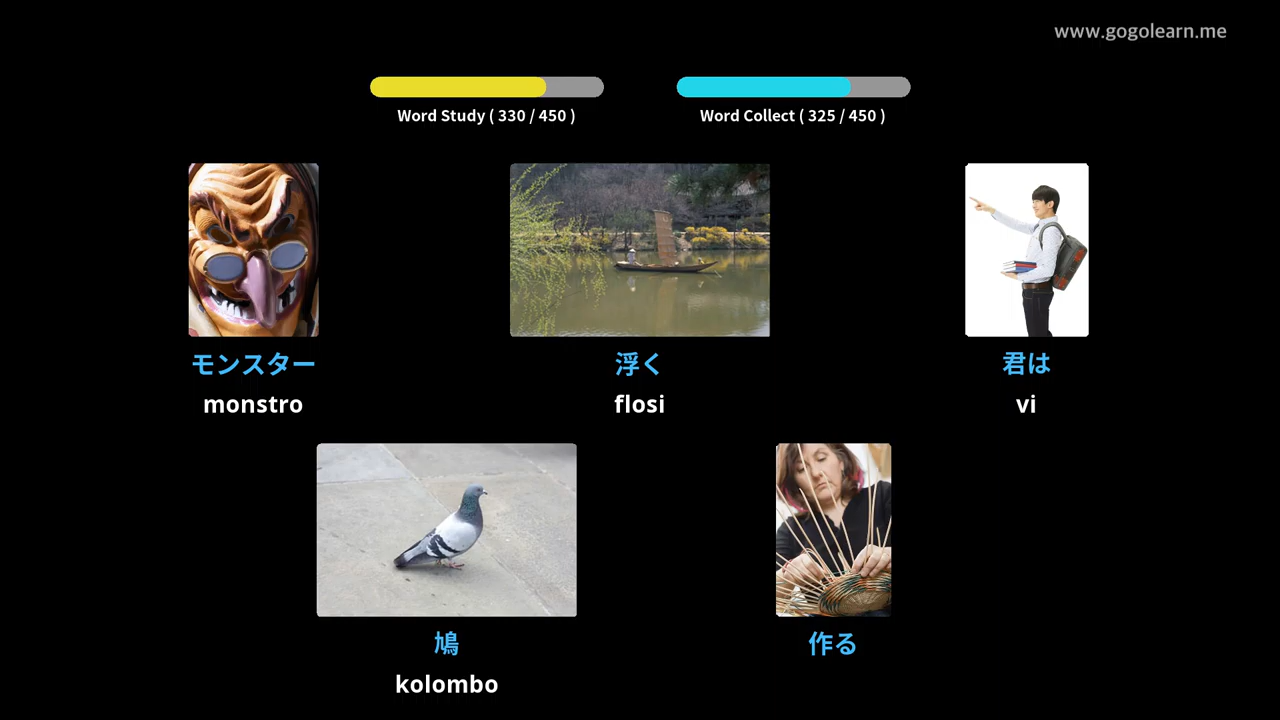 www.gogolearn.me
Word Study ( 330 / 450 )
Word Collect ( 325 / 450 )
モンスター
monstro
浮く
flosi
君は
vi
鳩
kolombo
作る